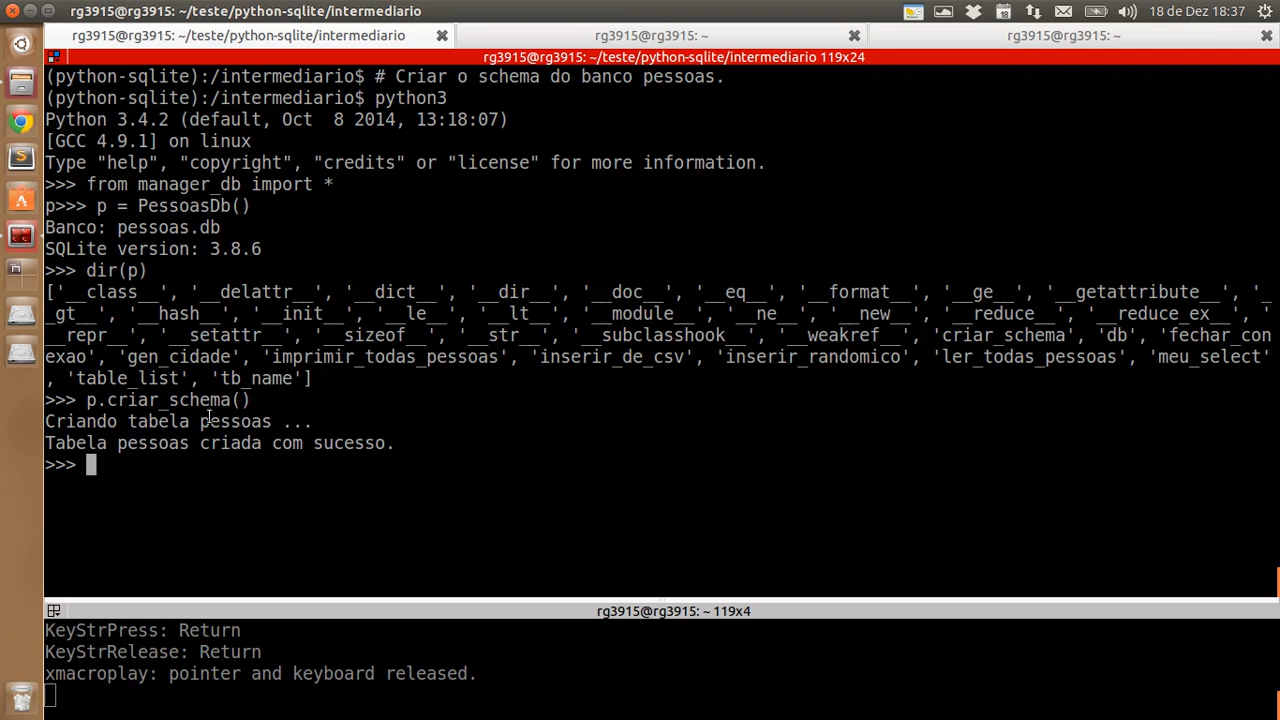 rg3915@rg3915: ~/teste/python-sqlite/intermediario
18 de Dez 18:37
rg3915@rg3915: ~/teste/python-sqlite/intermediario
rg3915@rg3915: ~
rg3915@rg3915: ~
rg3915@rg3915: ~/teste/python-sqlite/intermediario 119x24
(python-sqlite):/intermediario$ # Criar o schema do banco pessoas.
(python-sqlite):/intermediario$ python3
Python 3.4.2 (default, Oct  8 2014, 13:18:07)
[GCC 4.9.1] on linux
Type "help", "copyright", "credits" or "license" for more information.
>>> from manager_db import *
p>>> p = PessoasDb()
Banco: pessoas.db
SQLite version: 3.8.6
>>> dir(p)
['__class__', '__delattr__', '__dict__', '__dir__', '__doc__', '__eq__', '__format__', '__ge__', '__getattribute__', '_
_gt__', '__hash__', '__init__', '__le__', '__lt__', '__module__', '__ne__', '__new__', '__reduce__', '__reduce_ex__', '
__repr__', '__setattr__', '__sizeof__', '__str__', '__subclasshook__', '__weakref__', 'criar_schema', 'db', 'fechar_con
exao', 'gen_cidade', 'imprimir_todas_pessoas', 'inserir_de_csv', 'inserir_randomico', 'ler_todas_pessoas', 'meu_select'
, 'table_list', 'tb_name']
>>> p.criar_schema()
Criando tabela pessoas ...
Tabela pessoas criada com sucesso.
>>>
rg3915@rg3915: ~ 119x4
KeyStrPress: Return
KeyStrRelease: Return
xmacroplay: pointer and keyboard released.